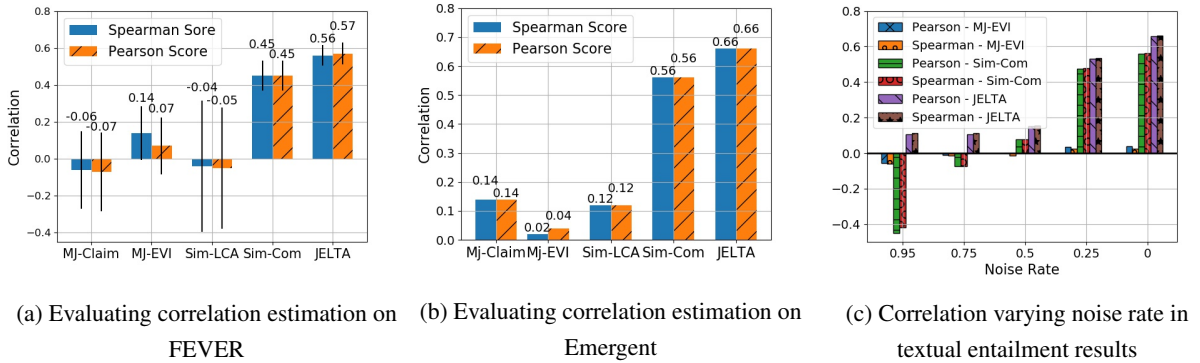 0.8
0.6
0.4
0.2
0.0
−0.2
−0.4
Correlation
Spearman Sore
Pearson Score
-0.06
-0.07
0.14
0.07
-0.04
-0.05
0.45
0.45
0.56
0.57
MJ-Claim MJ-EVI Sim-LCA Sim-Com JELTA
(a) Evaluating correlation estimation on
FEVER
0.8
0.7
0.6
0.5
0.4
0.3
0.2
0.1
0.0
Correlation
Spearman Score
Pearson Score
0.14
0.14
0.02
0.04
0.12
0.12
0.56
0.56
0.66
0.66
Mj-Claim Mj-EVI Sim-LCA Sim-Com JELTA
(b) Evaluating correlation estimation on
Emergent
0.8
0.6
0.4
0.2
0.0
−0.2
−0.4
Correlation
Pearson - MJ-EVI
Spearman - MJ-EVI
Pearson - Sim-Com
Spearman - Sim-Com
Pearson - JELTA
Spearman - JELTA
0.95 0.75 0.5 0.25 0
Noise Rate
(c) Correlation varying noise rate in
textual entailment results